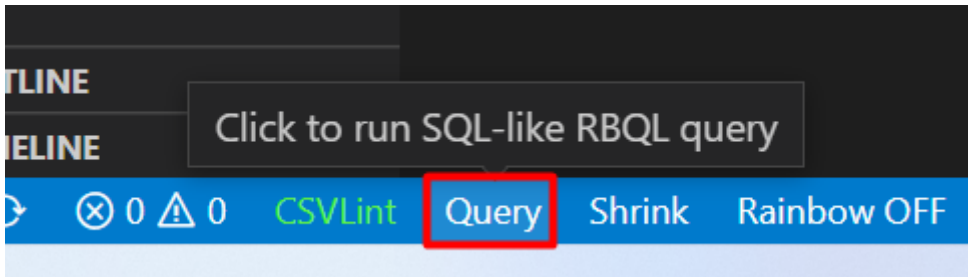 TLINE
Click to run SQL-like RBQL query
IELINE
0 0 CSVLint Query Shrink Rainbow OFF